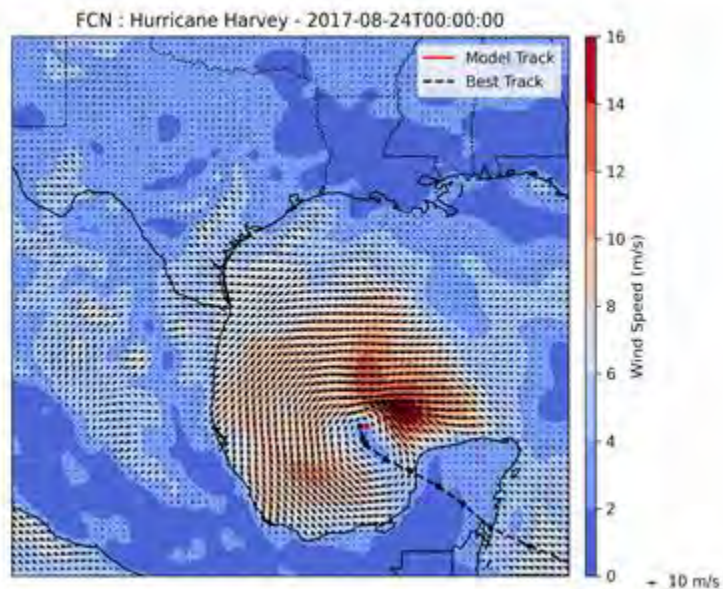 FCN : Hurricane Harvey - 2017-08-24T00:00:00
Model Track
Best Track
16
14
12
10
8
6
4
2
0
Wind Speed (m/s)
10 m/s